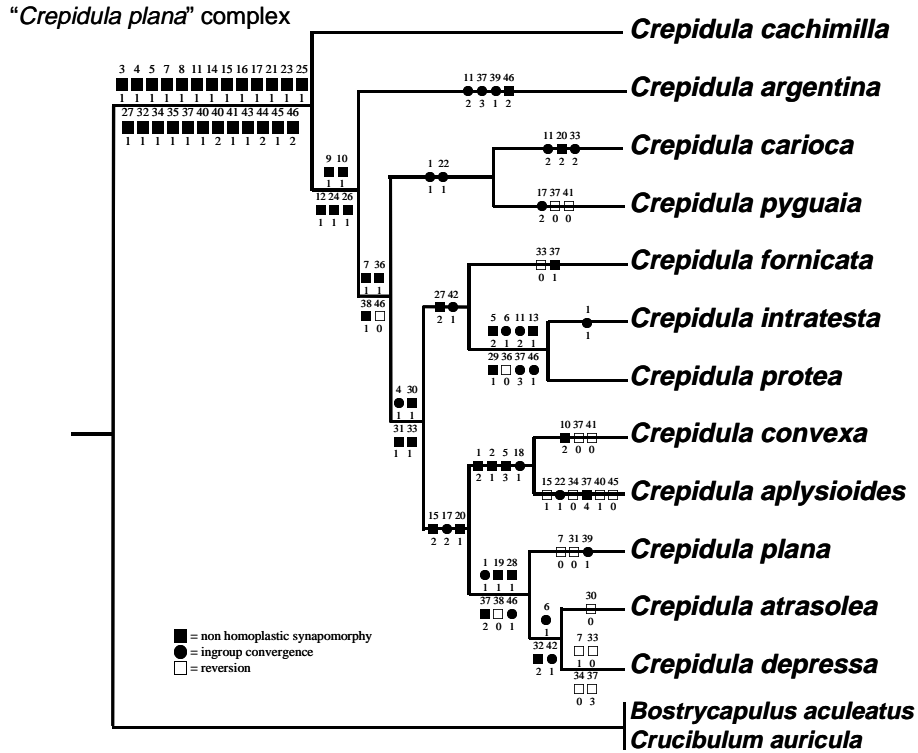 “Crepidula plana” complex
Crepidula cachimilla
3 4 5 7 8 11 14 15 16 17 21 23 25
1 1 1 1 1 1 1 1 1 1 1 1 1
27 32 34 35 37 40 40 41 43 44 45 46
1 1 1 1 1 1 2 1 1 2 1 2
11 37 39 46
2 3 1 2
Crepidula argentina
9 10
1 1
12 24 26
1 1 1
1 22
1 1
11 20 33
2 2 2
Crepidula carioca
17 37 41
2 0 0
Crepidula pyguaia
7 36
1 1
38 46
1 0
33 37
0 1
Crepidula fornicata
27 42
2 1
5 6 11 13
2 1 2 1
29 36 37 46
1 0 3 1
1
1
Crepidula intratesta
Crepidula protea
4 30
1 1
31 33
1 1
10 37 41
2 0 0
Crepidula convexa
1 2 5 18
2 1 3 1
15 22 34 37 40 45
1 1 0 4 1 0
Crepidula aplysioides
15 17 20
2 2 1
7 31 39
0 0 1
Crepidula plana
1 19 28
1 1 1
37 38 46
2 0 1
30
0
Crepidula atrasolea
6
1
32 42
2 1
7 33
1 0
34 37
0 3
Crepidula depressa
= non homoplastic synapomorphy
= ingroup convergence
= reversion
Bostrycapulus aculeatus
Crucibulum auricula